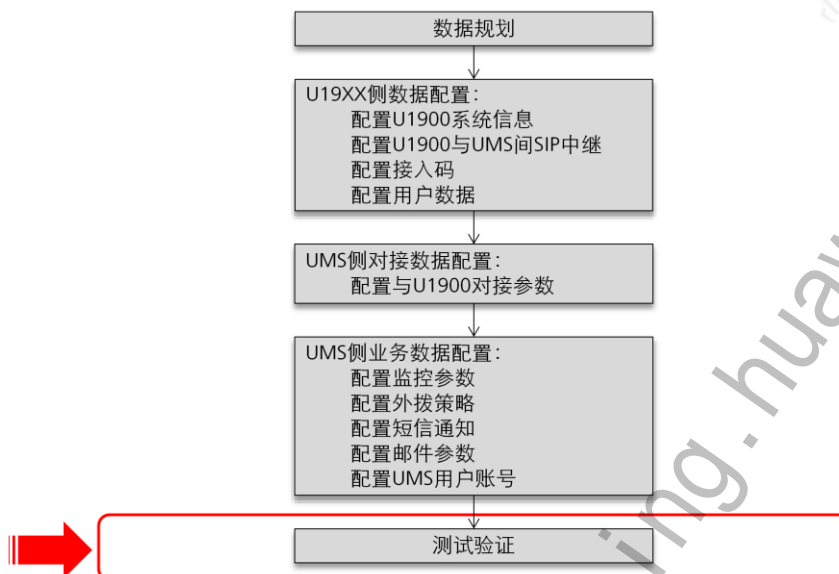 数据规划
U19XX侧数据配置：
配置U1900系统信息
配置U1900与UMS间SIP中继
配置接入码
配置用户数据
UMS侧对接数据配置：
配置与U1900对接参数
UMS侧业务数据配置：
配置监控参数
配置外拨策略
配置短信通知
配置邮件参数
配置UMS用户账号
测试验证
ing.huaw